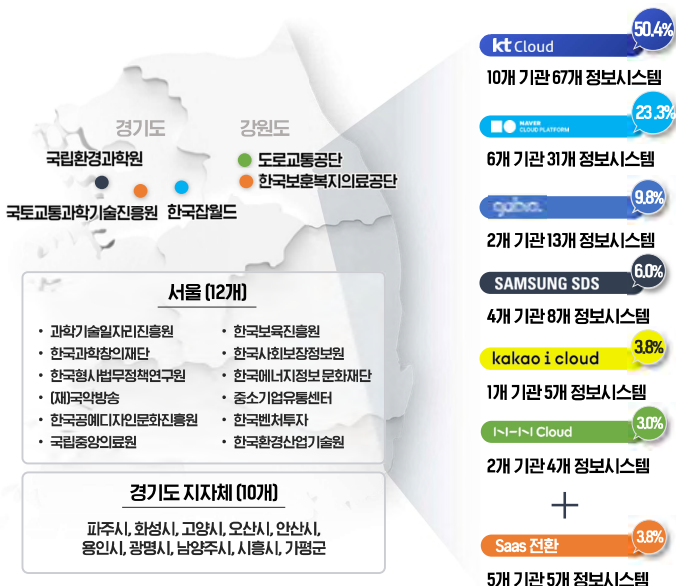 경기도
강원도
국립환경과학원
도로교통공단
한국보훈복지의료공단
국토교통과학기술진흥원
한국잡월드
서울 (12개)
• 과학기술일자리진흥원
• 한국과학창의재단
• 한국형사법무정책연구원
• (재)국악방송
• 한국공예디자인문화진흥원
• 국립중앙의료원
• 한국보육진흥원
• 한국사회보장정보원
• 한국에너지정보문화재단
• 중소기업유통센터
• 한국벤처투자
• 한국환경산업기술원
경기도 지자체 (10개)
파주시, 화성시, 고양시, 오산시, 안산시,
용인시, 광명시, 남양주시, 시흥시, 가평군
kt Cloud
50.4%
10개 기관 67개 정보시스템
NAVER
CLOUD PLATFORM
23.3%
6개 기관 31개 정보시스템
gabia.
9.8%
2개 기관 13개 정보시스템
SAMSUNG SDS
6.0%
4개 기관 8개 정보시스템
kakao i cloud
3.8%
1개 기관 5개 정보시스템
NHN Cloud
3.0%
2개 기관 4개 정보시스템
+
Saas 전환
3.8%
5개 기관 5개 정보시스템